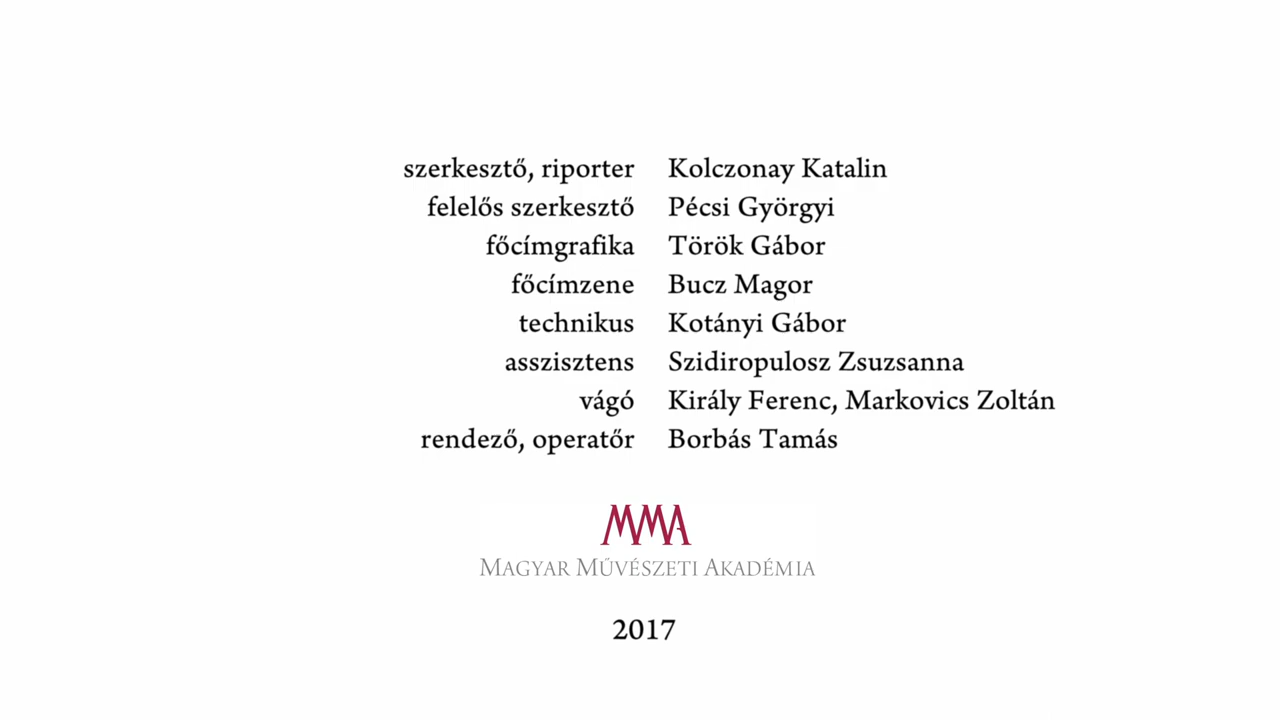 szerkesztő, riporter Kolczonay Katalin
felelős szerkesztő Pécsi Györgyi
főcímgrafika Török Gábor
főcímzene Bucz Magor
technikus Kotányi Gábor
asszisztens Szidiropulosz Zsuzsanna
vágó Király Ferenc, Markovics Zoltán
rendező, operatőr Borbás Tamás
MMA
MAGYAR MŰVÉSZETI AKADÉMIA
2017